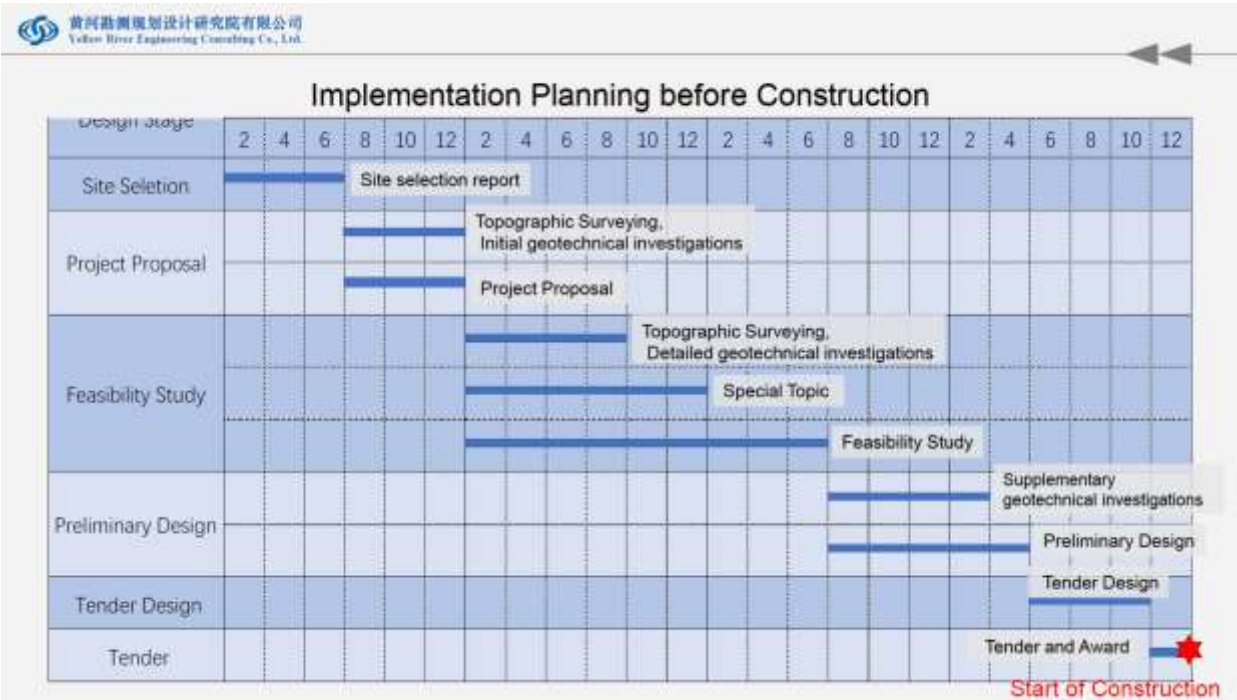 黄河勘测规划设计研究院有限公司
Yellow River Engineering Consulting Co., Ltd.
Implementation Planning before Construction
Design Stage
2 4 6 8 10 12 2 4 6 8 10 12 2 4 6 8 10 12 2 4 6 8 10 12
Site Seletion
Site selection report
Project Proposal
Topographic Surveying,
Initial geotechnical investigations
Project Proposal
Feasibility Study
Topographic Surveying,
Detailed geotechnical investigations
Special Topic
Feasibility Study
Preliminary Design
Supplementary
geotechnical investigations
Preliminary Design
Tender Design
Tender Design
Tender
Tender and Award
Start of Construction